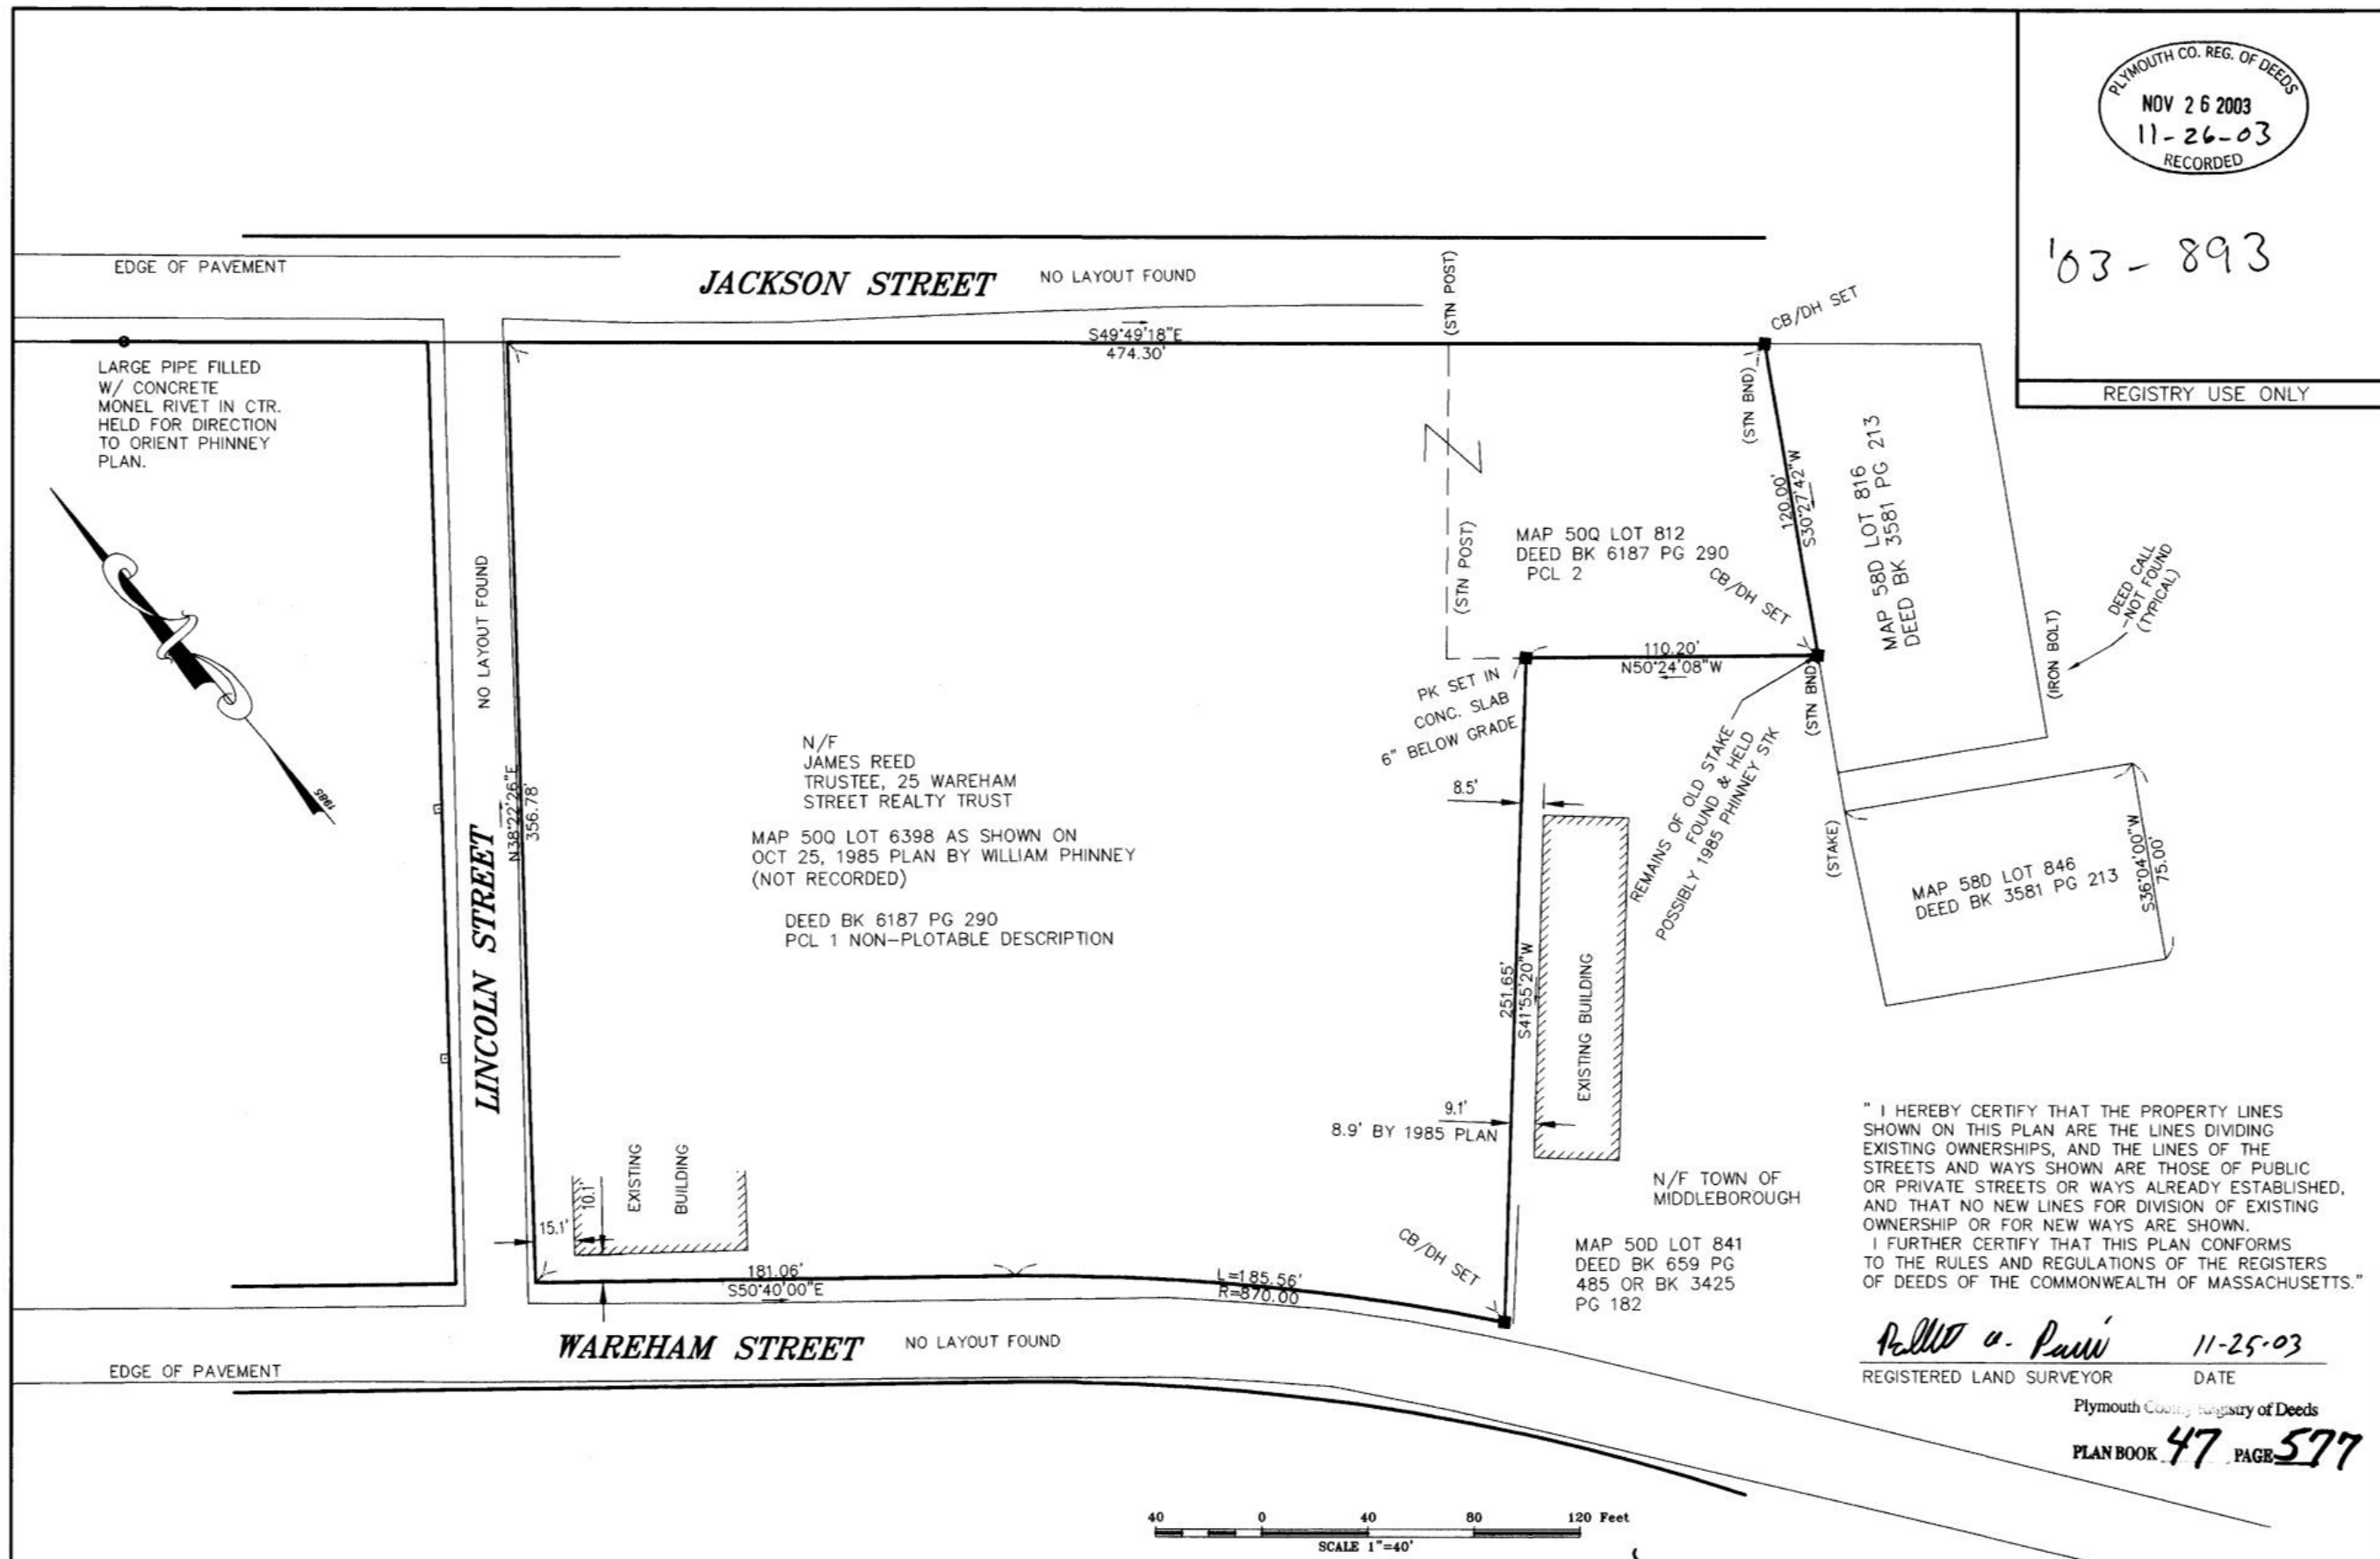 PLYMOUTH CO. REG. OF DEEDS
NOV 26 2003
11-26-03
RECORDED
'03-893
REGISTRY USE ONLY
EDGE OF PAVEMENT
JACKSON STREET
NO LAYOUT FOUND
S49°49'18"E
474.30'
(STN POST)
CB/DH SET
(STN BND)
LARGE PIPE FILLED
W/ CONCRETE
MONEL RIVET IN CTR.
HELD FOR DIRECTION
TO ORIENT PHINNEY
PLAN.
1985
LINCOLN STREET
NO LAYOUT FOUND
N38°22'26"E
356.78'
N/F
JAMES REED
TRUSTEE, 25 WAREHAM
STREET REALTY TRUST
MAP 50Q LOT 6398 AS SHOWN ON
OCT 25, 1985 PLAN BY WILLIAM PHINNEY
(NOT RECORDED)
DEED BK 6187 PG 290
PCL 1 NON-PLOTABLE DESCRIPTION
(STN POST)
MAP 50Q LOT 812
DEED BK 6187 PG 290
PCL 2
120.00'
S30°27'42"W
CB/DH SET
MAP 58D LOT 816
DEED BK 3581 PG 213
DEED CALL
-NOT FOUND
(TYPICAL)
(IRON BOLT)
110.20'
N50°24'08"W
PK SET IN
CONC. SLAB
6" BELOW GRADE
(STN BND)
REMAINS OF OLD STAKE
FOUND & HELD
POSSIBLY 1985 PHINNEY STK
8.5'
(STAKE)
MAP 58D LOT 846
DEED BK 3581 PG 213
S36°04'00"W
75.00'
251.65'
S41°55'20"W
EXISTING BUILDING
9.1'
8.9' BY 1985 PLAN
N/F TOWN OF
MIDDLEBOROUGH
MAP 50D LOT 841
DEED BK 659 PG
485 OR BK 3425
PG 182
EXISTING
BUILDING
10.1'
15.1'
181.06'
S50°40'00"E
L=185.56'
R=870.00
CB/DH SET
WAREHAM STREET
NO LAYOUT FOUND
EDGE OF PAVEMENT
" I HEREBY CERTIFY THAT THE PROPERTY LINES
SHOWN ON THIS PLAN ARE THE LINES DIVIDING
EXISTING OWNERSHIPS, AND THE LINES OF THE
STREETS AND WAYS SHOWN ARE THOSE OF PUBLIC
OR PRIVATE STREETS OR WAYS ALREADY ESTABLISHED,
AND THAT NO NEW LINES FOR DIVISION OF EXISTING
OWNERSHIP OR FOR NEW WAYS ARE SHOWN.
I FURTHER CERTIFY THAT THIS PLAN CONFORMS
TO THE RULES AND REGULATIONS OF THE REGISTERS
OF DEEDS OF THE COMMONWEALTH OF MASSACHUSETTS."
11-25-03
REGISTERED LAND SURVEYOR DATE
Plymouth County Registry of Deeds
PLAN BOOK 47 PAGE 577
40 0 40 80 120 Feet
SCALE 1"=40'